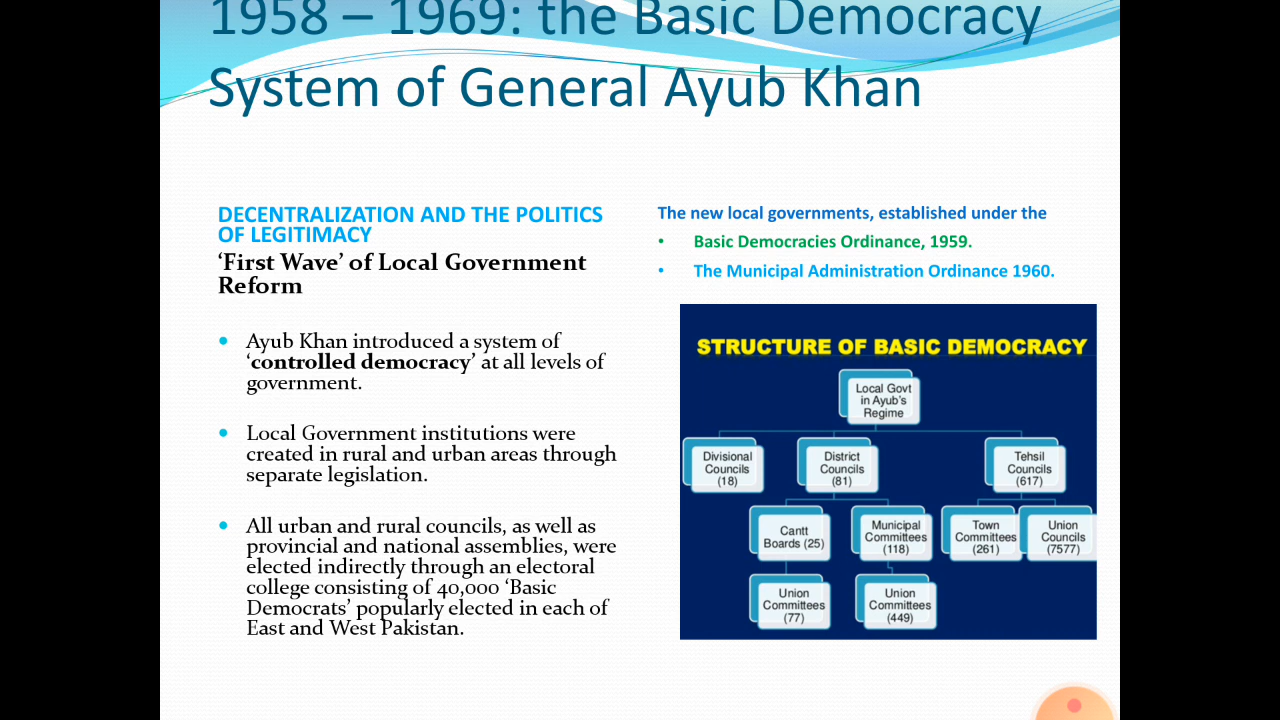 1958 – 1969: the Basic Democracy
System of General Ayub Khan
DECENTRALIZATION AND THE POLITICS
OF LEGITIMACY
‘First Wave’ of Local Government
Reform
• Ayub Khan introduced a system of
‘controlled democracy’ at all levels of
government.
• Local Government institutions were
created in rural and urban areas through
separate legislation.
• All urban and rural councils, as well as
provincial and national assemblies, were
elected indirectly through an electoral
college consisting of 40,000 ‘Basic
Democrats’ popularly elected in each of
East and West Pakistan.
The new local governments, established under the
• Basic Democracies Ordinance, 1959.
• The Municipal Administration Ordinance 1960.
STRUCTURE OF BASIC DEMOCRACY
Local Govt
in Ayub's
Regime
Divisional
Councils
(18)
District
Councils
(81)
Tehsil
Councils
(617)
Cantt
Boards (25)
Municipal
Committees
(118)
Town
Committees
(261)
Union
Councils
(7577)
Union
Committees
(77)
Union
Committees
(449)